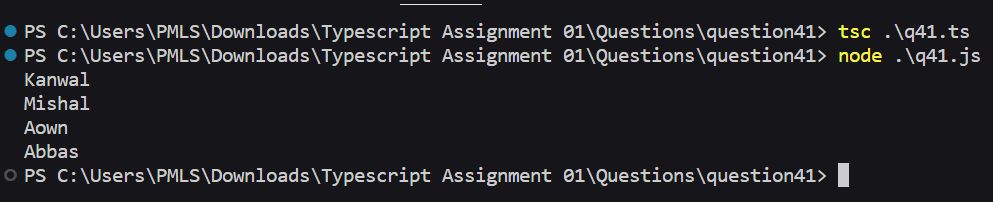 PS C:\Users\PMLS\Downloads\Typescript Assignment 01\Questions\question41> tsc .\q41.ts
PS C:\Users\PMLS\Downloads\Typescript Assignment 01\Questions\question41> node .\q41.js
Kanwal
Mishal
Aown
Abbas
PS C:\Users\PMLS\Downloads\Typescript Assignment 01\Questions\question41>